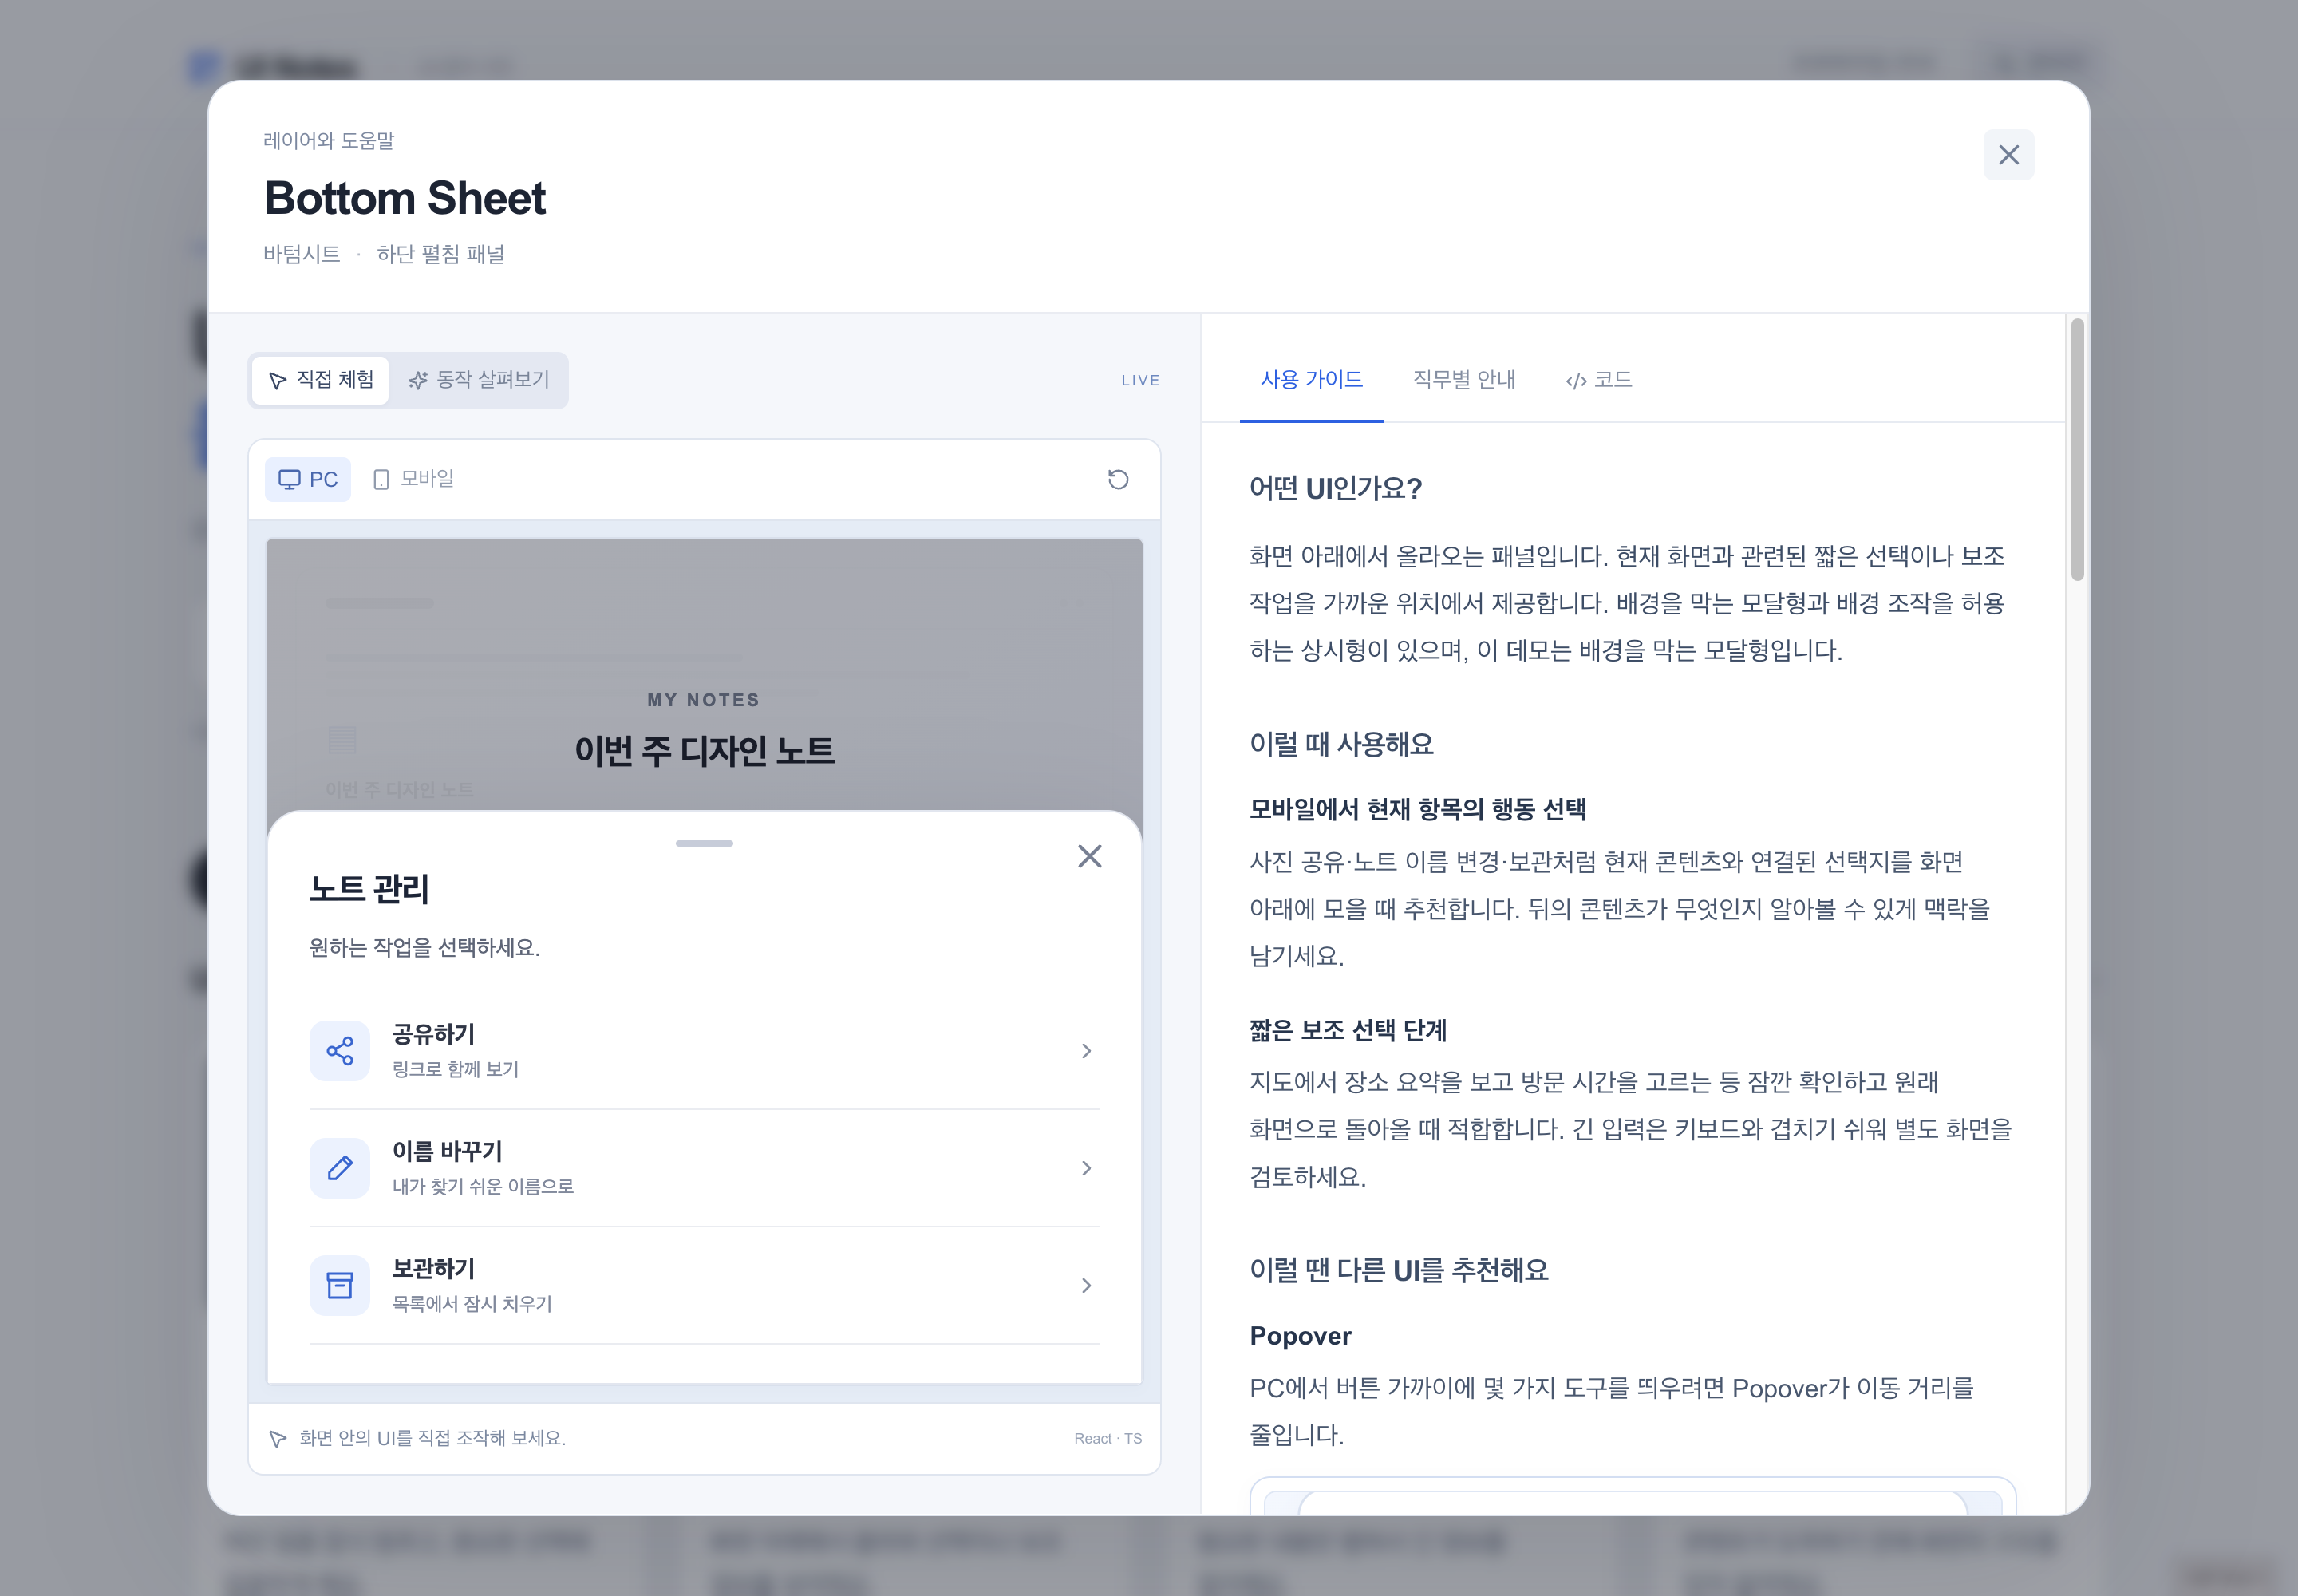 UI Notes
레이어와 도움말
Bottom Sheet
바텀시트 · 하단 펼침 패널
직접 체험
동작 살펴보기
LIVE
PC
모바일
MY NOTES
이번 주 디자인 노트
이번 주 디자인 노트
노트 관리
원하는 작업을 선택하세요.
공유하기
링크로 함께 보기
이름 바꾸기
내가 찾기 쉬운 이름으로
보관하기
목록에서 잠시 치우기
화면 안의 UI를 직접 조작해 보세요.
React · TS
사용 가이드
직무별 안내
</> 코드
어떤 UI인가요?
화면 아래에서 올라오는 패널입니다. 현재 화면과 관련된 짧은 선택이나 보조
작업을 가까운 위치에서 제공합니다. 배경을 막는 모달형과 배경 조작을 허용
하는 상시형이 있으며, 이 데모는 배경을 막는 모달형입니다.
이럴 때 사용해요
모바일에서 현재 항목의 행동 선택
사진 공유·노트 이름 변경·보관처럼 현재 콘텐츠와 연결된 선택지를 화면
아래에 모을 때 추천합니다. 뒤의 콘텐츠가 무엇인지 알아볼 수 있게 맥락을
남기세요.
짧은 보조 선택 단계
지도에서 장소 요약을 보고 방문 시간을 고르는 등 잠깐 확인하고 원래
화면으로 돌아올 때 적합합니다. 긴 입력은 키보드와 겹치기 쉬워 별도 화면을
검토하세요.
이럴 땐 다른 UI를 추천해요
Popover
PC에서 버튼 가까이에 몇 가지 도구를 띄우려면 Popover가 이동 거리를
줄입니다.